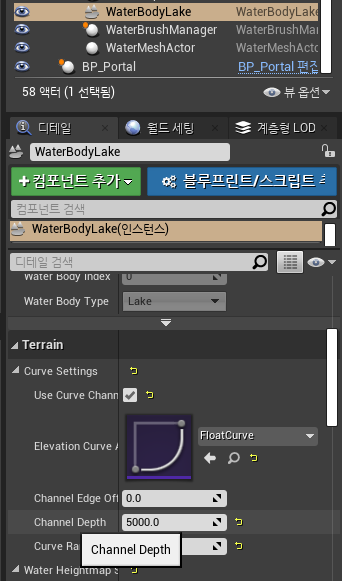 WaterBodyLake WaterBodyLake
WaterBrushManager WaterBrushMana
WaterMeshActor WaterMeshActor
BP_Portal BP_Portal 편집
58 액터 (1 선택됨) 뷰 옵션
디테일 월드 세팅 계층형 LOD
WaterBodyLake
+컴포넌트 추가 블루프린트/스크립트 추
컴포넌트 검색
WaterBodyLake(인스턴스)
디테일 검색
Water Body Index 0
Water Body Type Lake
Terrain
Curve Settings
Use Curve Chann
Elevation Curve A FloatCurve
Channel Edge Off 0.0
Channel Depth 5000.0
Curve Ra
Channel Depth
Water Heightmap S